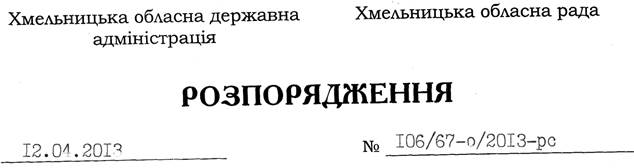 Хмельницька обласна державна адміністрація
Хмельницька обласна рада
РОЗПОРЯДЖЕННЯ
12.04.2013 № 106/67-о/2013-рс